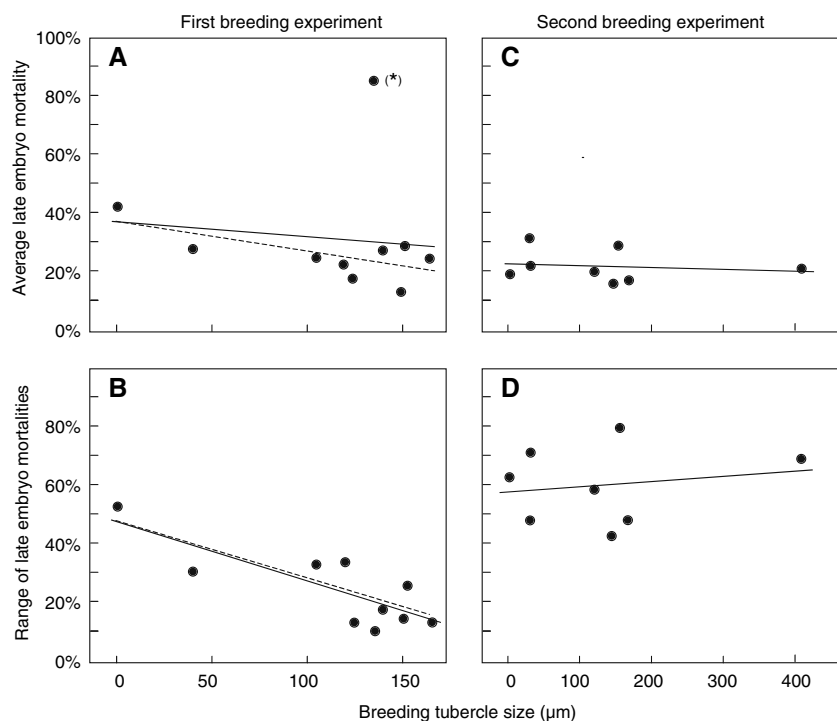 First breeding experiment
Second breeding experiment
Average late embryo mortality
100%
80%
60%
40%
20%
0%
A
(*)
C
Range of late embryo mortalities
80%
60%
40%
20%
0%
B
D
0 50 100 150
0 100 200 300 400
Breeding tubercle size (µm)